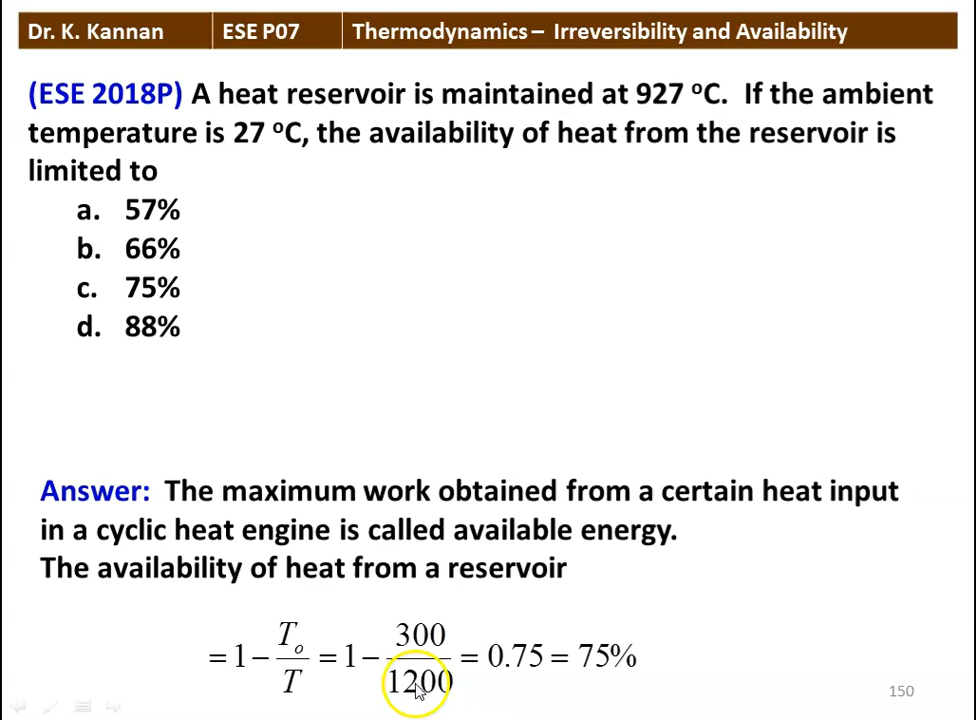 Dr. K. Kannan ESE P07 Thermodynamics – Irreversibility and Availability
(ESE 2018P) A heat reservoir is maintained at 927 °C. If the ambient
temperature is 27 °C, the availability of heat from the reservoir is
limited to
a. 57%
b. 66%
c. 75%
d. 88%
Answer: The maximum work obtained from a certain heat input
in a cyclic heat engine is called available energy.
The availability of heat from a reservoir
= 1 − T₀/T = 1 − 300/1200 = 0.75 = 75%
150